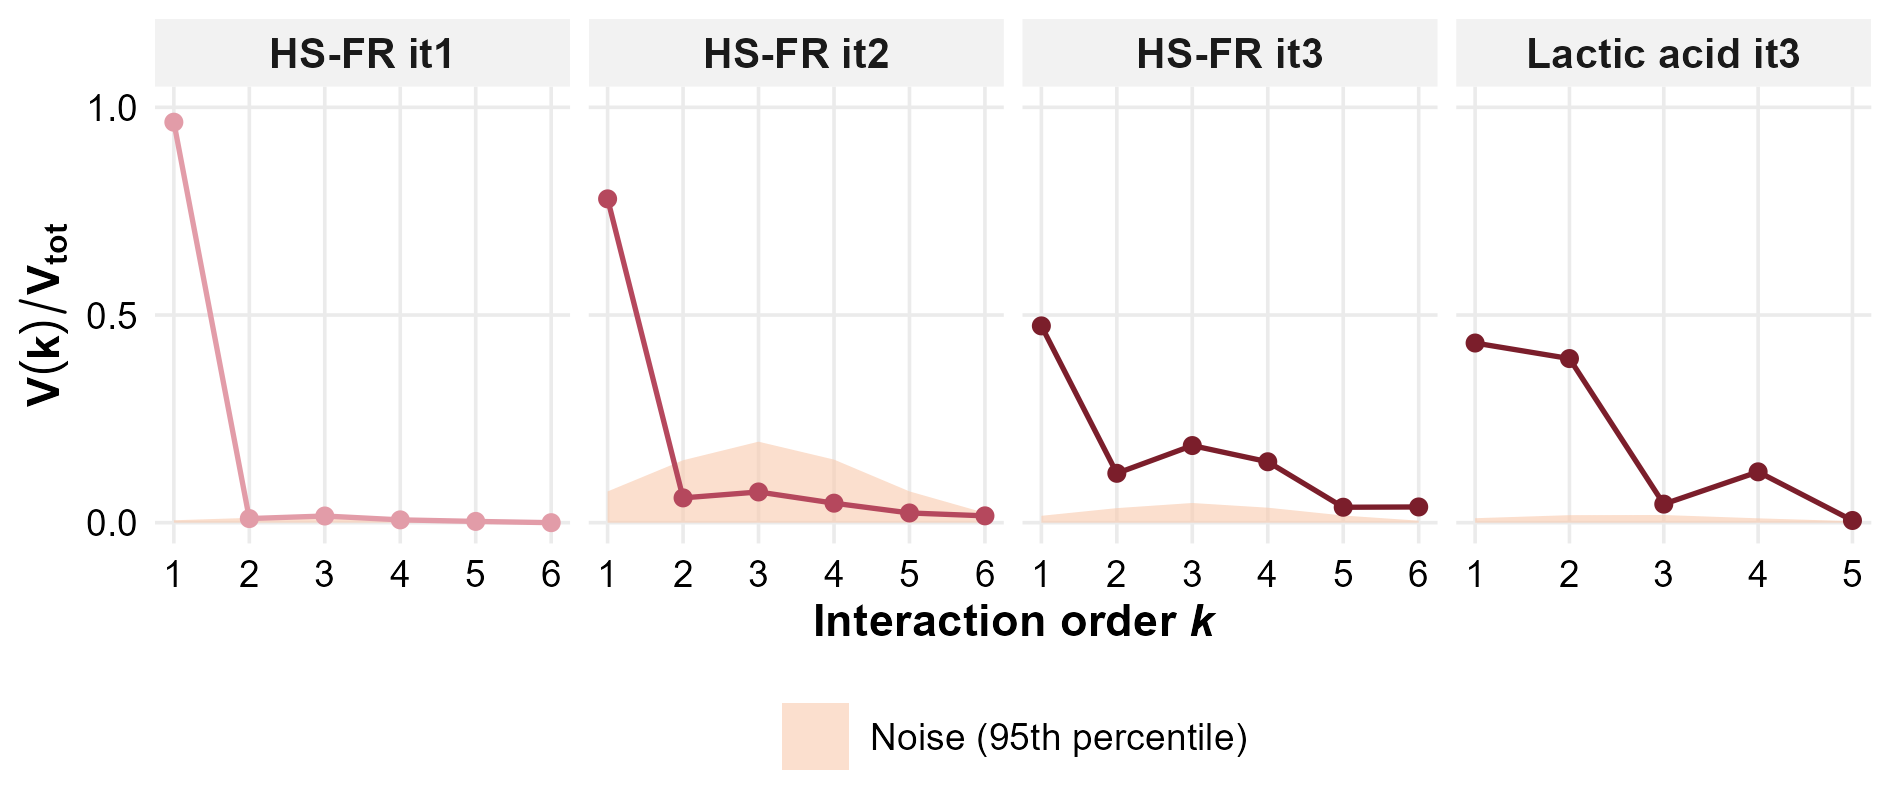 HS-FR it1 HS-FR it2 HS-FR it3 Lactic acid it3
V(k)/Vtot
1.0
0.5
0.0
1 2 3 4 5 6 1 2 3 4 5 6 1 2 3 4 5 6 1 2 3 4 5
Interaction order k
Noise (95th percentile)